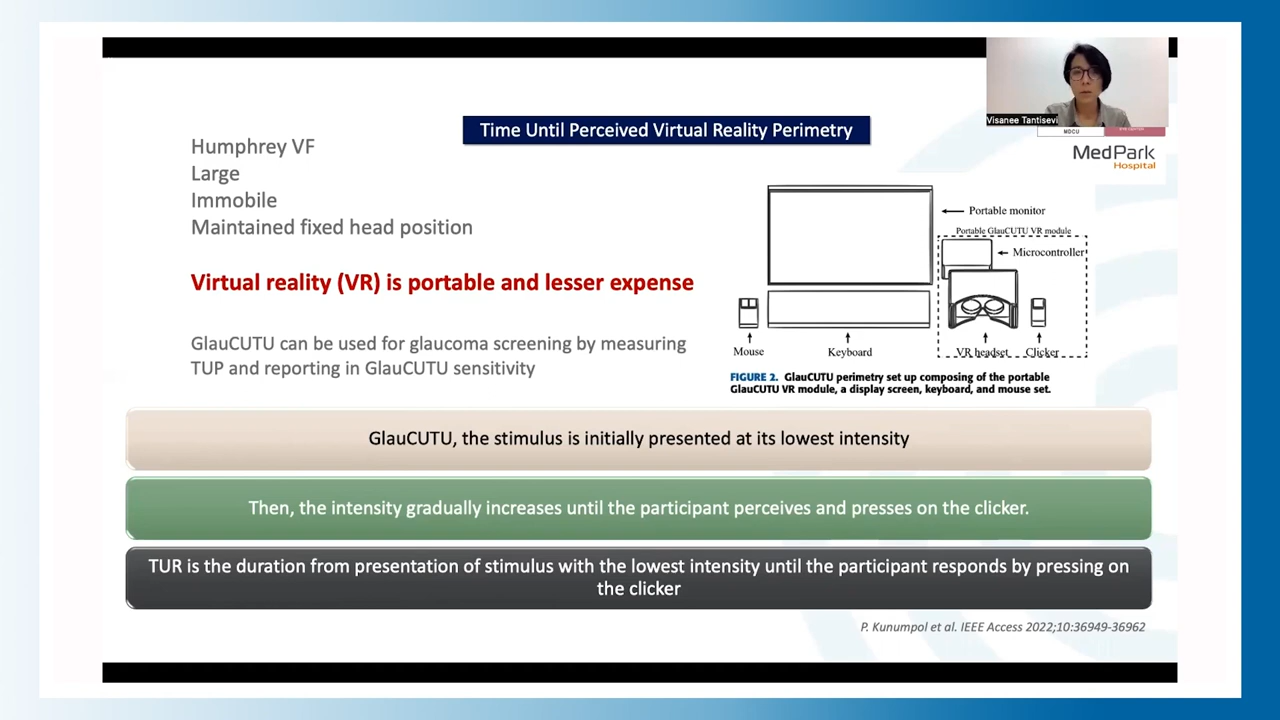 Visanee Tantisevi
MDCU
MedPark
Hospital
Time Until Perceived Virtual Reality Perimetry
Humphrey VF
Large
Immobile
Maintained fixed head position
Virtual reality (VR) is portable and lesser expense
GlauCUTU can be used for glaucoma screening by measuring
TUP and reporting in GlauCUTU sensitivity
Portable monitor
Portable GlauCUTU VR module
Microcontroller
Mouse
Keyboard
VR headset
Clicker
FIGURE 2. GlauCUTU perimetry set up composing of the portable
GlauCUTU VR module, a display screen, keyboard, and mouse set.
GlauCUTU, the stimulus is initially presented at its lowest intensity
Then, the intensity gradually increases until the participant perceives and presses on the clicker.
TUR is the duration from presentation of stimulus with the lowest intensity until the participant responds by pressing on
the clicker
P. Kunumpol et al. IEEE Access 2022;10:36949-36962